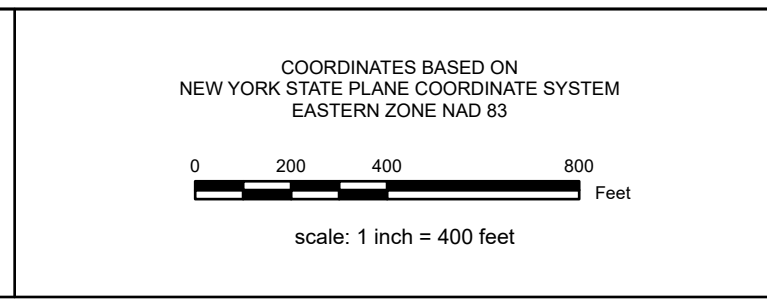 COORDINATES BASED ON
NEW YORK STATE PLANE COORDINATE SYSTEM
EASTERN ZONE NAD 83
0 200 400 800
Feet
scale: 1 inch = 400 feet